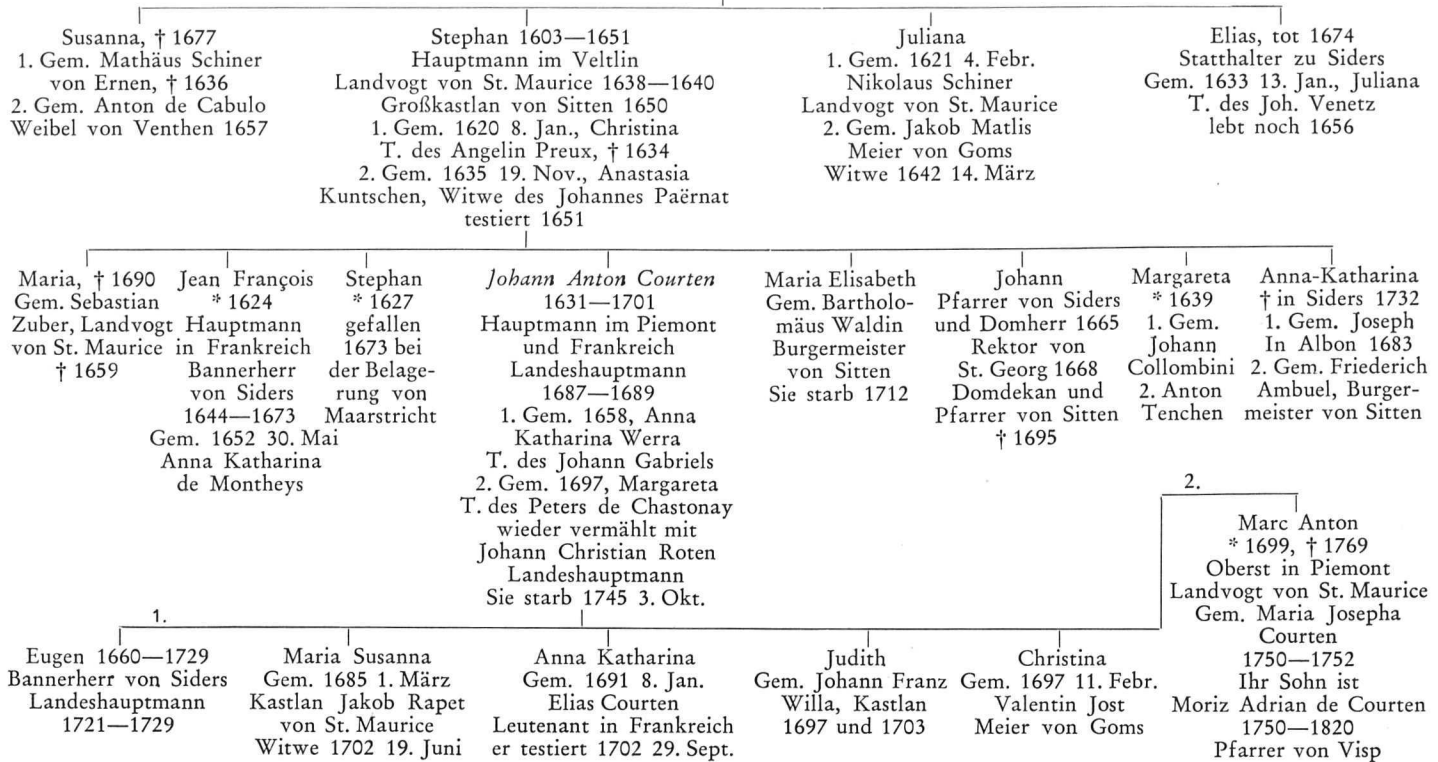 Susanna, † 1677
1. Gem. Mathäus Schiner
von Ernen, † 1636
2. Gem. Anton de Cabulo
Weibel von Venthen 1657
Stephan 1603—1651
Hauptmann im Veltlin
Landvogt von St. Maurice 1638—1640
Großkastlan von Sitten 1650
1. Gem. 1620 8. Jan., Christina
T. des Angelin Preux, † 1634
2. Gem. 1635 19. Nov., Anastasia
Kuntschen, Witwe des Johannes Paërnat
testiert 1651
Juliana
1. Gem. 1621 4. Febr.
Nikolaus Schiner
Landvogt von St. Maurice
2. Gem. Jakob Matlis
Meier von Goms
Witwe 1642 14. März
Elias, tot 1674
Statthalter zu Siders
Gem. 1633 13. Jan., Juliana
T. des Joh. Venetz
lebt noch 1656
Maria, † 1690
Gem. Sebastian
Zuber, Landvogt
von St. Maurice
† 1659
Jean François
* 1624
Hauptmann
in Frankreich
Bannerherr
von Siders
1644—1673
Gem. 1652 30. Mai
Anna Katharina
de Montheys
Stephan
* 1627
gefallen
1673 bei
der Belage-
rung von
Maarstricht
Johann Anton Courten
1631—1701
Hauptmann im Piemont
und Frankreich
Landeshauptmann
1687—1689
1. Gem. 1658, Anna
Katharina Werra
T. des Johann Gabriels
2. Gem. 1697, Margareta
T. des Peters de Chastonay
wieder vermählt mit
Johann Christian Roten
Landeshauptmann
Sie starb 1745 3. Okt.
Maria Elisabeth
Gem. Bartholo-
mäus Waldin
Burgermeister
von Sitten
Sie starb 1712
Johann
Pfarrer von Siders
und Domherr 1665
Rektor von
St. Georg 1668
Domdekan und
Pfarrer von Sitten
† 1695
Margareta
* 1639
1. Gem.
Johann
Collombini
2. Anton
Tenchen
Anna-Katharina
† in Siders 1732
1. Gem. Joseph
In Albon 1683
2. Gem. Friederich
Ambuel, Burger-
meister von Sitten
1.
Eugen 1660—1729
Bannerherr von Siders
Landeshauptmann
1721—1729
Maria Susanna
Gem. 1685 1. März
Kastlan Jakob Rapet
von St. Maurice
Witwe 1702 19. Juni
Anna Katharina
Gem. 1691 8. Jan.
Elias Courten
Leutenant in Frankreich
er testiert 1702 29. Sept.
Judith
Gem. Johann Franz
Willa, Kastlan
1697 und 1703
Christina
Gem. 1697 11. Febr.
Valentin Jost
Meier von Goms
2.
Marc Anton
* 1699, † 1769
Oberst in Piemont
Landvogt von St. Maurice
Gem. Maria Josepha
Courten
1750—1752
Ihr Sohn ist
Moriz Adrian de Courten
1750—1820
Pfarrer von Visp